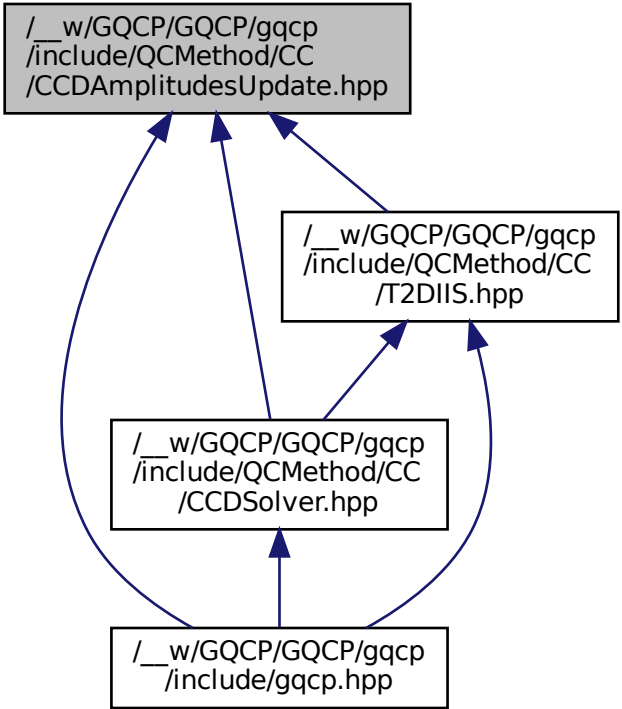 /__w/GQCP/GQCP/gqcp
/include/QCMethod/CC
/CCDAmplitudesUpdate.hpp
/__w/GQCP/GQCP/gqcp
/include/QCMethod/CC
/T2DIIS.hpp
/__w/GQCP/GQCP/gqcp
/include/QCMethod/CC
/CCDSolver.hpp
/__w/GQCP/GQCP/gqcp
/include/gqcp.hpp